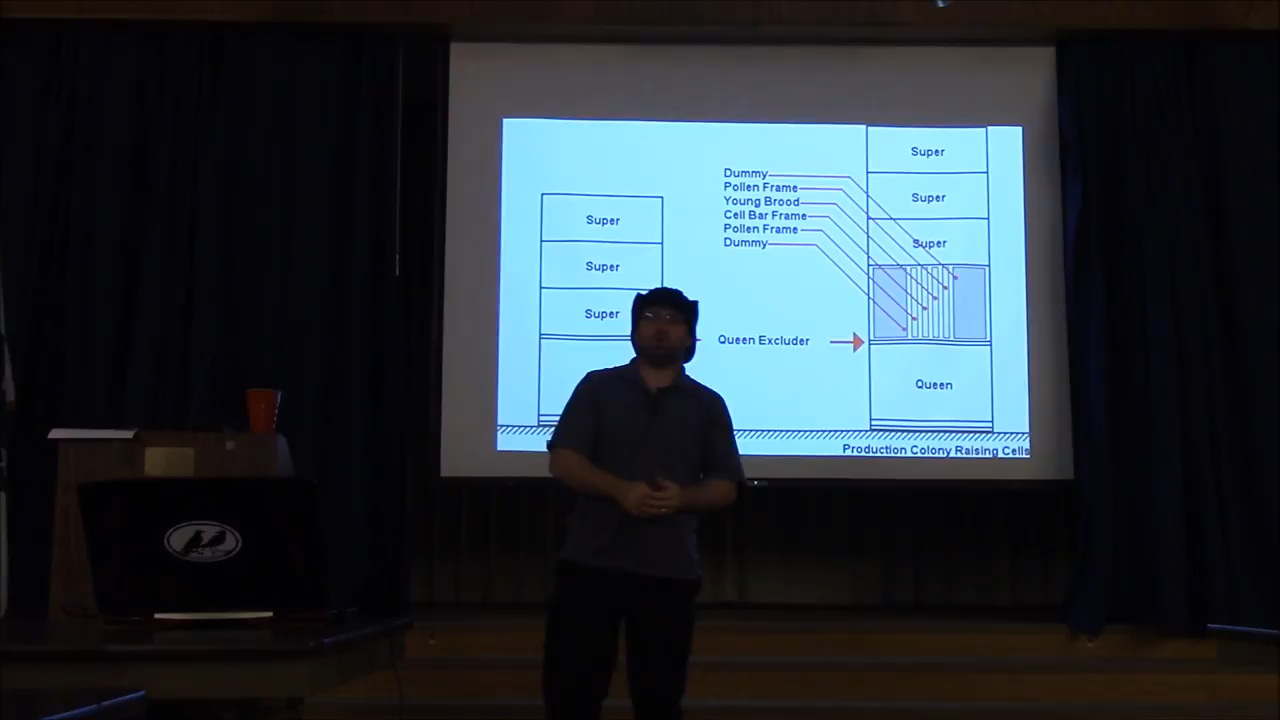 Super
Super
Super
Dummy
Pollen Frame
Young Brood
Cell Bar Frame
Pollen Frame
Dummy
Super
Super
Super
Queen Excluder
Queen
Production Colony Raising Cells